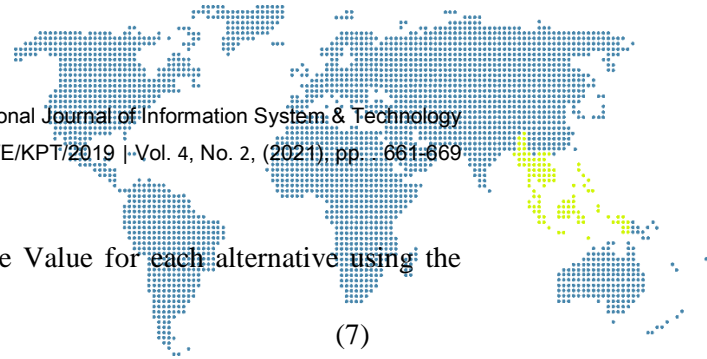 onal Journal of Information System & Technology
E/KPT/2019 | Vol. 4, No. 2, (2021), pp. . 661-669
e Value for each alternative using the
(7)